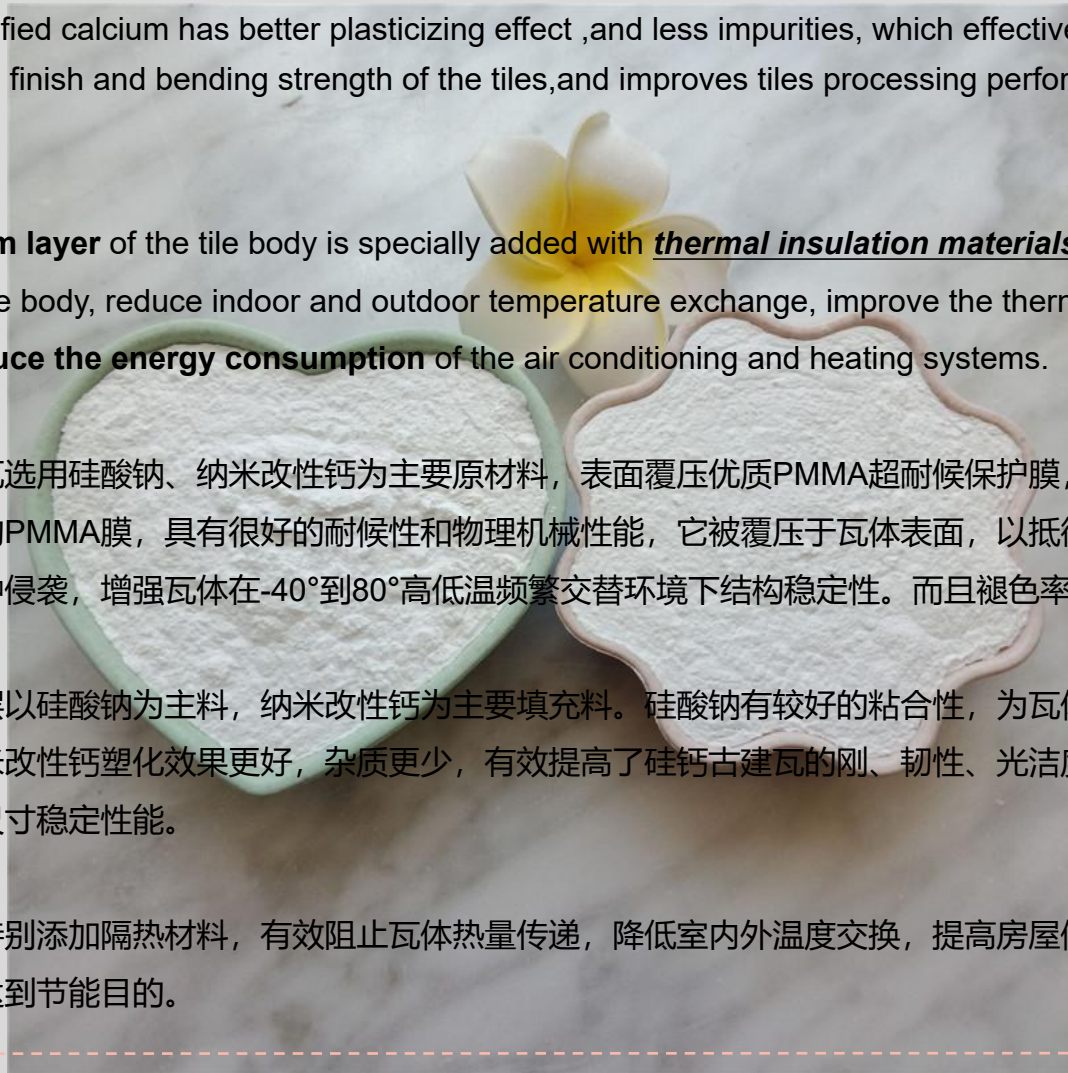 fied calcium has better plasticizing effect ,and less impurities, which effective
finish and bending strength of the tiles,and improves tiles processing perfor
m layer of the tile body is specially added with thermal insulation materials
e body, reduce indoor and outdoor temperature exchange, improve the therm
uce the energy consumption of the air conditioning and heating systems.
选用硅酸钠、纳米改性钙为主要原材料，表面覆压优质PMMA超耐候保护膜，
PMMA膜，具有很好的耐候性和物理机械性能，它被覆压于瓦体表面，以抵
侵袭，增强瓦体在-40°到80°高低温频繁交替环境下结构稳定性。而且褪色率
以硅酸钠为主料，纳米改性钙为主要填充料。硅酸钠有较好的粘合性，为瓦
改性钙塑化效果更好，杂质更少，有效提高了硅钙古建瓦的刚、韧性、光洁
寸稳定性能。
别添加隔热材料，有效阻止瓦体热量传递，降低室内外温度交换，提高房屋
到节能目的。